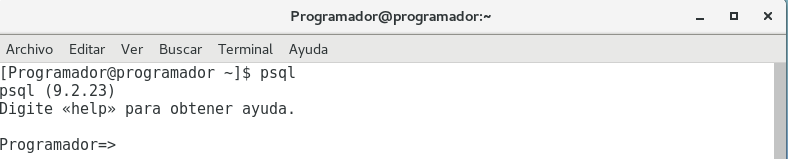 Programador@programador:~
Archivo Editar Ver Buscar Terminal Ayuda
[Programador@programador ~]$ psql
psql (9.2.23)
Digite «help» para obtener ayuda.
Programador=>